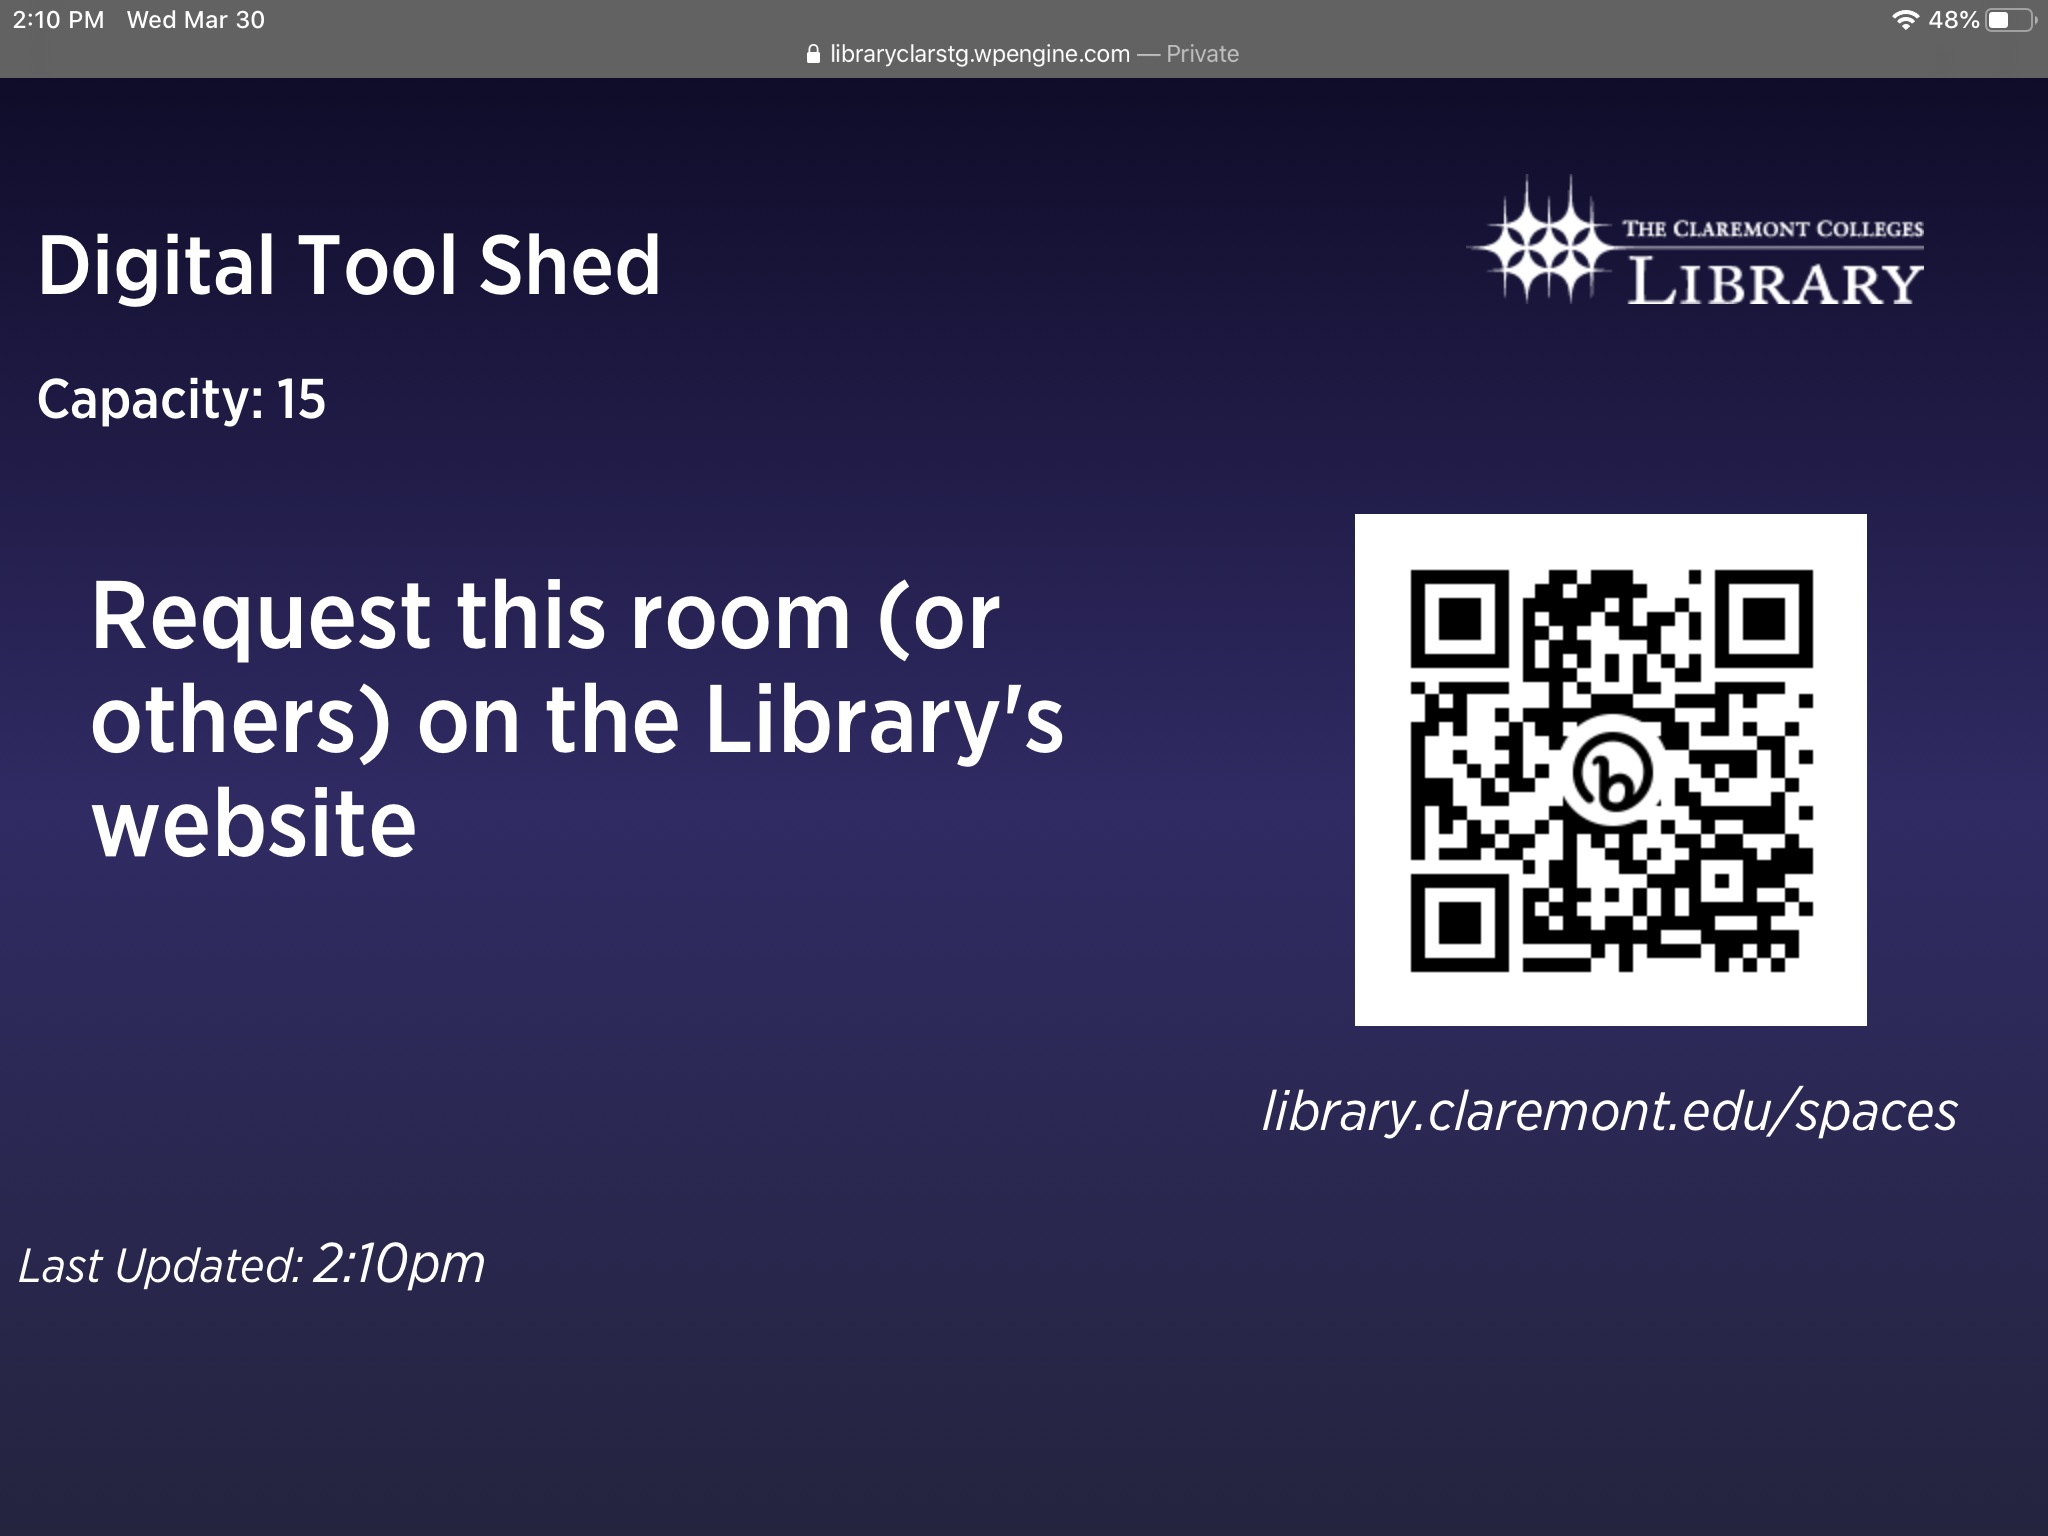 2:10 PM Wed Mar 30
48%
libraryclarstg.wpengine.com — Private
THE CLAREMONT COLLEGES
LIBRARY
Digital Tool Shed
Capacity: 15
Request this room (or
others) on the Library's
website
library.claremont.edu/spaces
Last Updated: 2:10pm